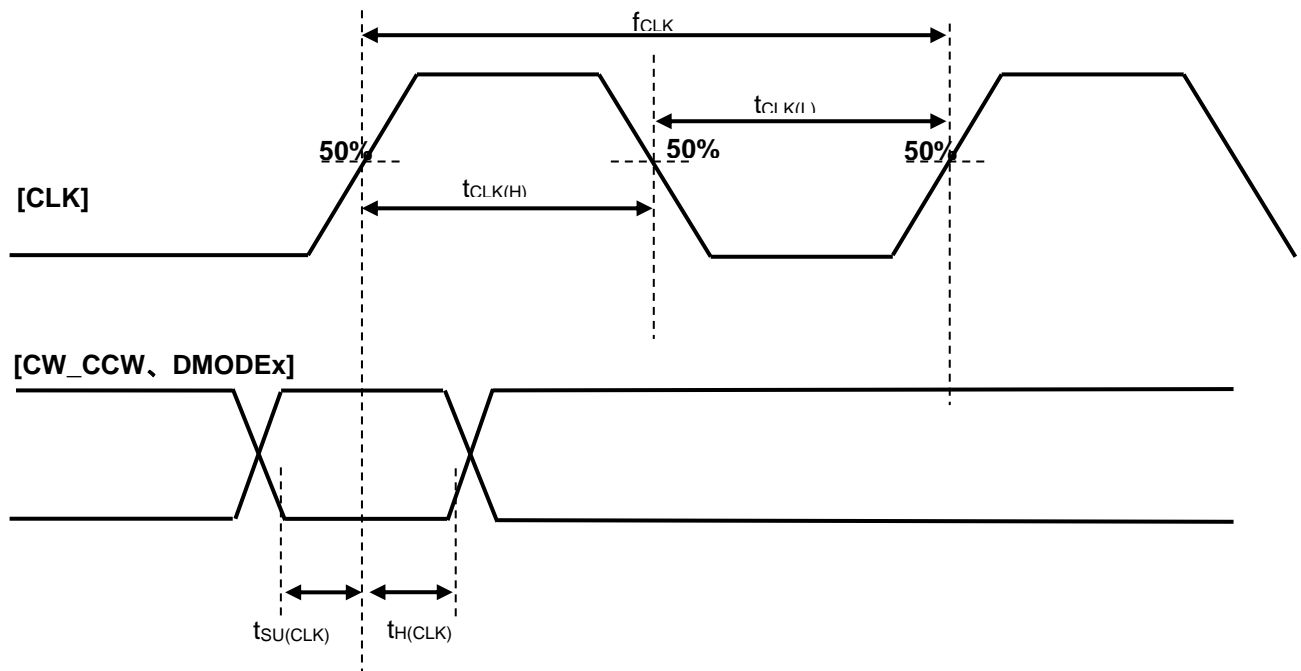 fCLK
tCLK(L)
50%
50%
50%
[CLK]
tCLK(H)
[CW_CCW、DMODEx]
tSU(CLK)
tH(CLK)